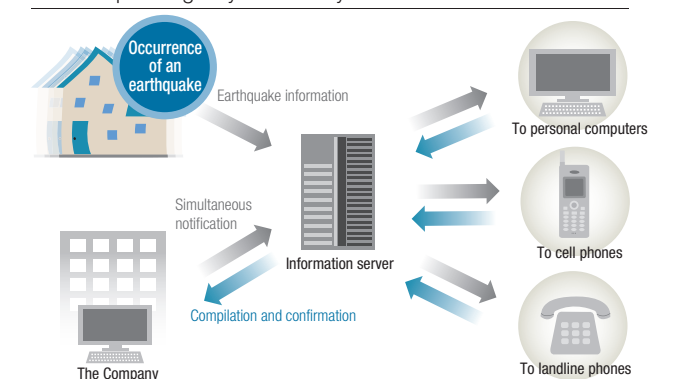 Occurrence
of an
earthquake
Earthquake information
To personal computers
Simultaneous
notification
Information server
To cell phones
Compilation and confirmation
To landline phones
The Company